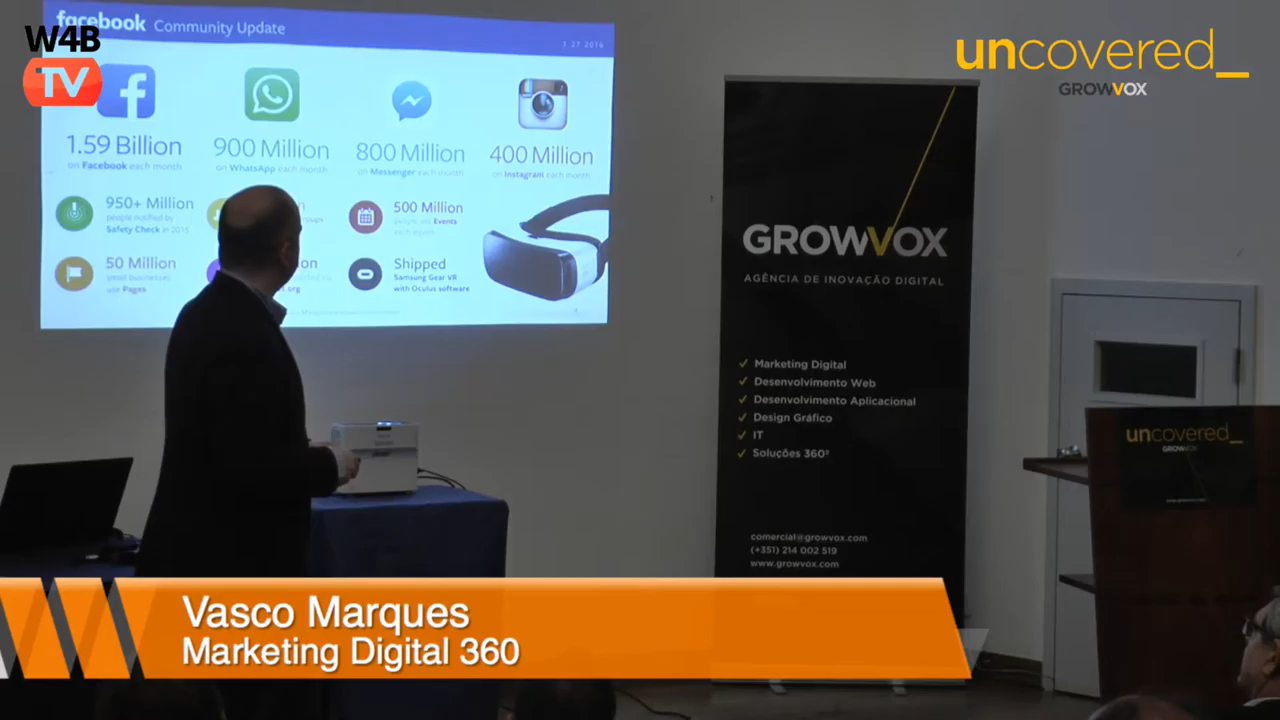 W4B
TV
facebook Community Update
1 27 2016
1.59 Billion
on Facebook each month
900 Million
on WhatsApp each month
800 Million
on Messenger each month
400 Million
on Instagram each month
950+ Million
people notified by
Safety Check in 2015
500 Million
people use Events
each month
50 Million
small businesses
use Pages
Shipped
Samsung Gear VR
with Oculus software
uncovered_
GROWVOX
GROWVOX
AGÊNCIA DE INOVAÇÃO DIGITAL
Marketing Digital
Desenvolvimento Web
Desenvolvimento Aplicacional
Design Gráfico
IT
Soluções 360º
comercial@growvox.com
(+351) 214 002 519
www.growvox.com
uncovered_
GROWVOX
www.growvox.com
Vasco Marques
Marketing Digital 360